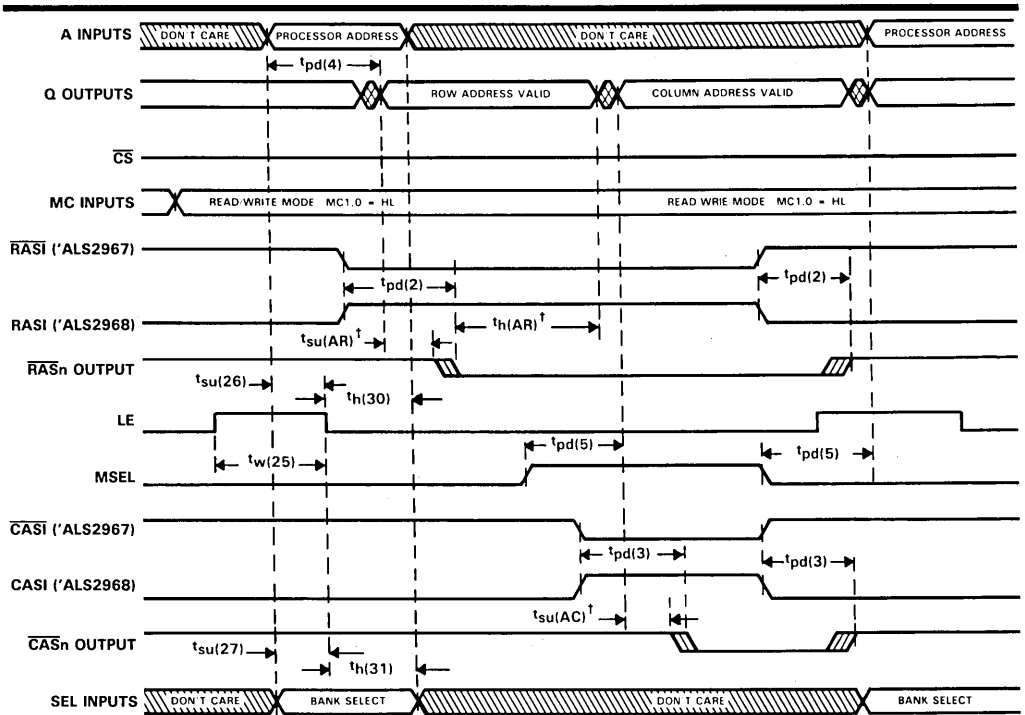 A INPUTS DON'T CARE PROCESSOR ADDRESS DON'T CARE PROCESSOR ADDRESS
tpd(4)
Q OUTPUTS ROW ADDRESS VALID COLUMN ADDRESS VALID
CS
MC INPUTS READ/WRITE MODE MC1,0 = HL READ WRIE MODE MC1,0 = HL
RASI ('ALS2967)
tpd(2) tpd(2)
RASI ('ALS2968)
tsu(AR)† th(AR)†
RASn OUTPUT
tsu(26)
th(30)
LE
tpd(5) tpd(5)
tw(25)
MSEL
CASI ('ALS2967)
tpd(3) tpd(3)
CASI ('ALS2968)
tsu(AC)†
CASn OUTPUT
tsu(27)
th(31)
SEL INPUTS DON'T CARE BANK SELECT DON'T CARE BANK SELECT